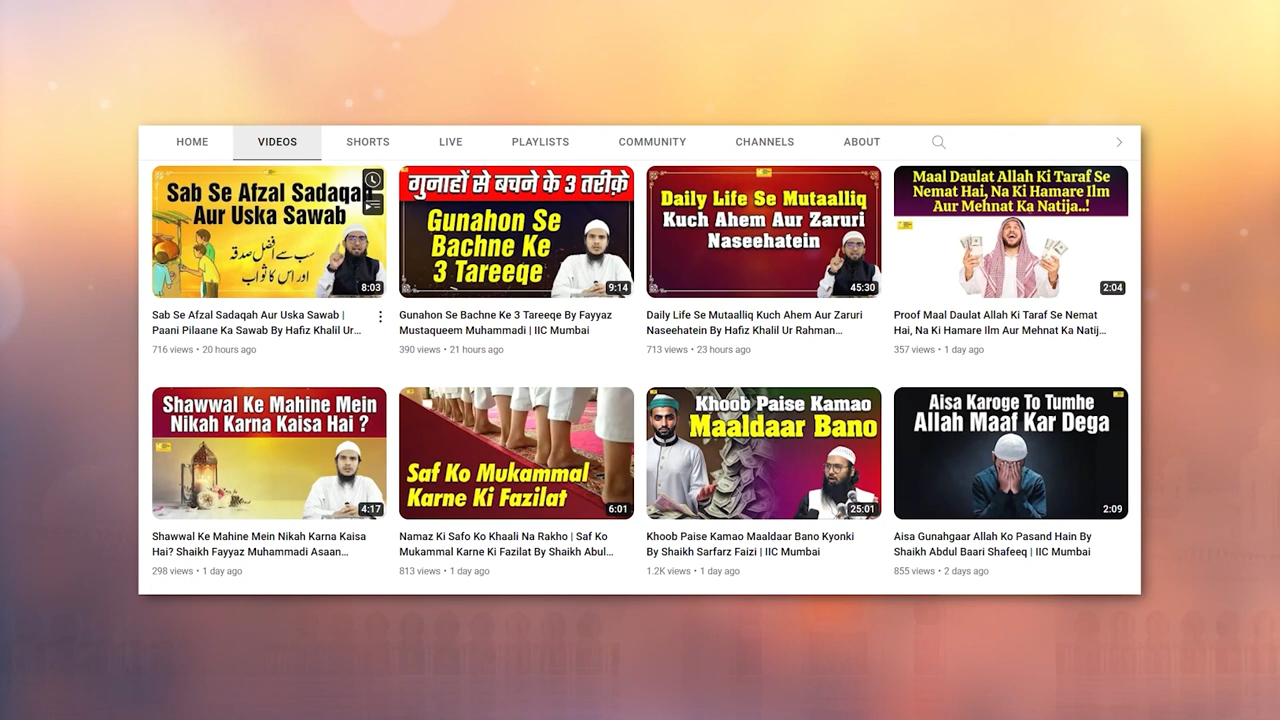 HOME VIDEOS SHORTS LIVE PLAYLISTS COMMUNITY CHANNELS ABOUT
Sab Se Afzal Sadaqah
Aur Uska Sawab
سب سے افضل صدقہ
اور اس کا ثواب
8:03
Sab Se Afzal Sadaqah Aur Uska Sawab |
Paani Pilaane Ka Sawab By Hafiz Khalil Ur...
716 views • 20 hours ago
गुनाहों से बचने के 3 तरीक़े
Gunahon Se
Bachne Ke
3 Tareeqe
9:14
Gunahon Se Bachne Ke 3 Tareeqe By Fayyaz
Mustaqueem Muhammadi | IIC Mumbai
390 views • 21 hours ago
Daily Life Se Mutaalliq
Kuch Ahem Aur Zaruri
Naseehatein
45:30
Daily Life Se Mutaalliq Kuch Ahem Aur Zaruri
Naseehatein By Hafiz Khalil Ur Rahman...
713 views • 23 hours ago
Maal Daulat Allah Ki Taraf Se
Nemat Hai, Na Ki Hamare Ilm
Aur Mehnat Ka Natija..!
2:04
Proof Maal Daulat Allah Ki Taraf Se Nemat
Hai, Na Ki Hamare Ilm Aur Mehnat Ka Natij...
357 views • 1 day ago
Shawwal Ke Mahine Mein
Nikah Karna Kaisa Hai ?
4:17
Shawwal Ke Mahine Mein Nikah Karna Kaisa
Hai? Shaikh Fayyaz Muhammadi Asaan...
298 views • 1 day ago
Saf Ko Mukammal
Karne Ki Fazilat
6:01
Namaz Ki Safo Ko Khaali Na Rakho | Saf Ko
Mukammal Karne Ki Fazilat By Shaikh Abul...
813 views • 1 day ago
Khoob Paise Kamao
Maaldaar Bano
25:01
Khoob Paise Kamao Maaldaar Bano Kyonki
By Shaikh Sarfarz Faizi | IIC Mumbai
1.2K views • 1 day ago
Aisa Karoge To Tumhe
Allah Maaf Kar Dega
2:09
Aisa Gunahgaar Allah Ko Pasand Hain By
Shaikh Abdul Baari Shafeeq | IIC Mumbai
855 views • 2 days ago